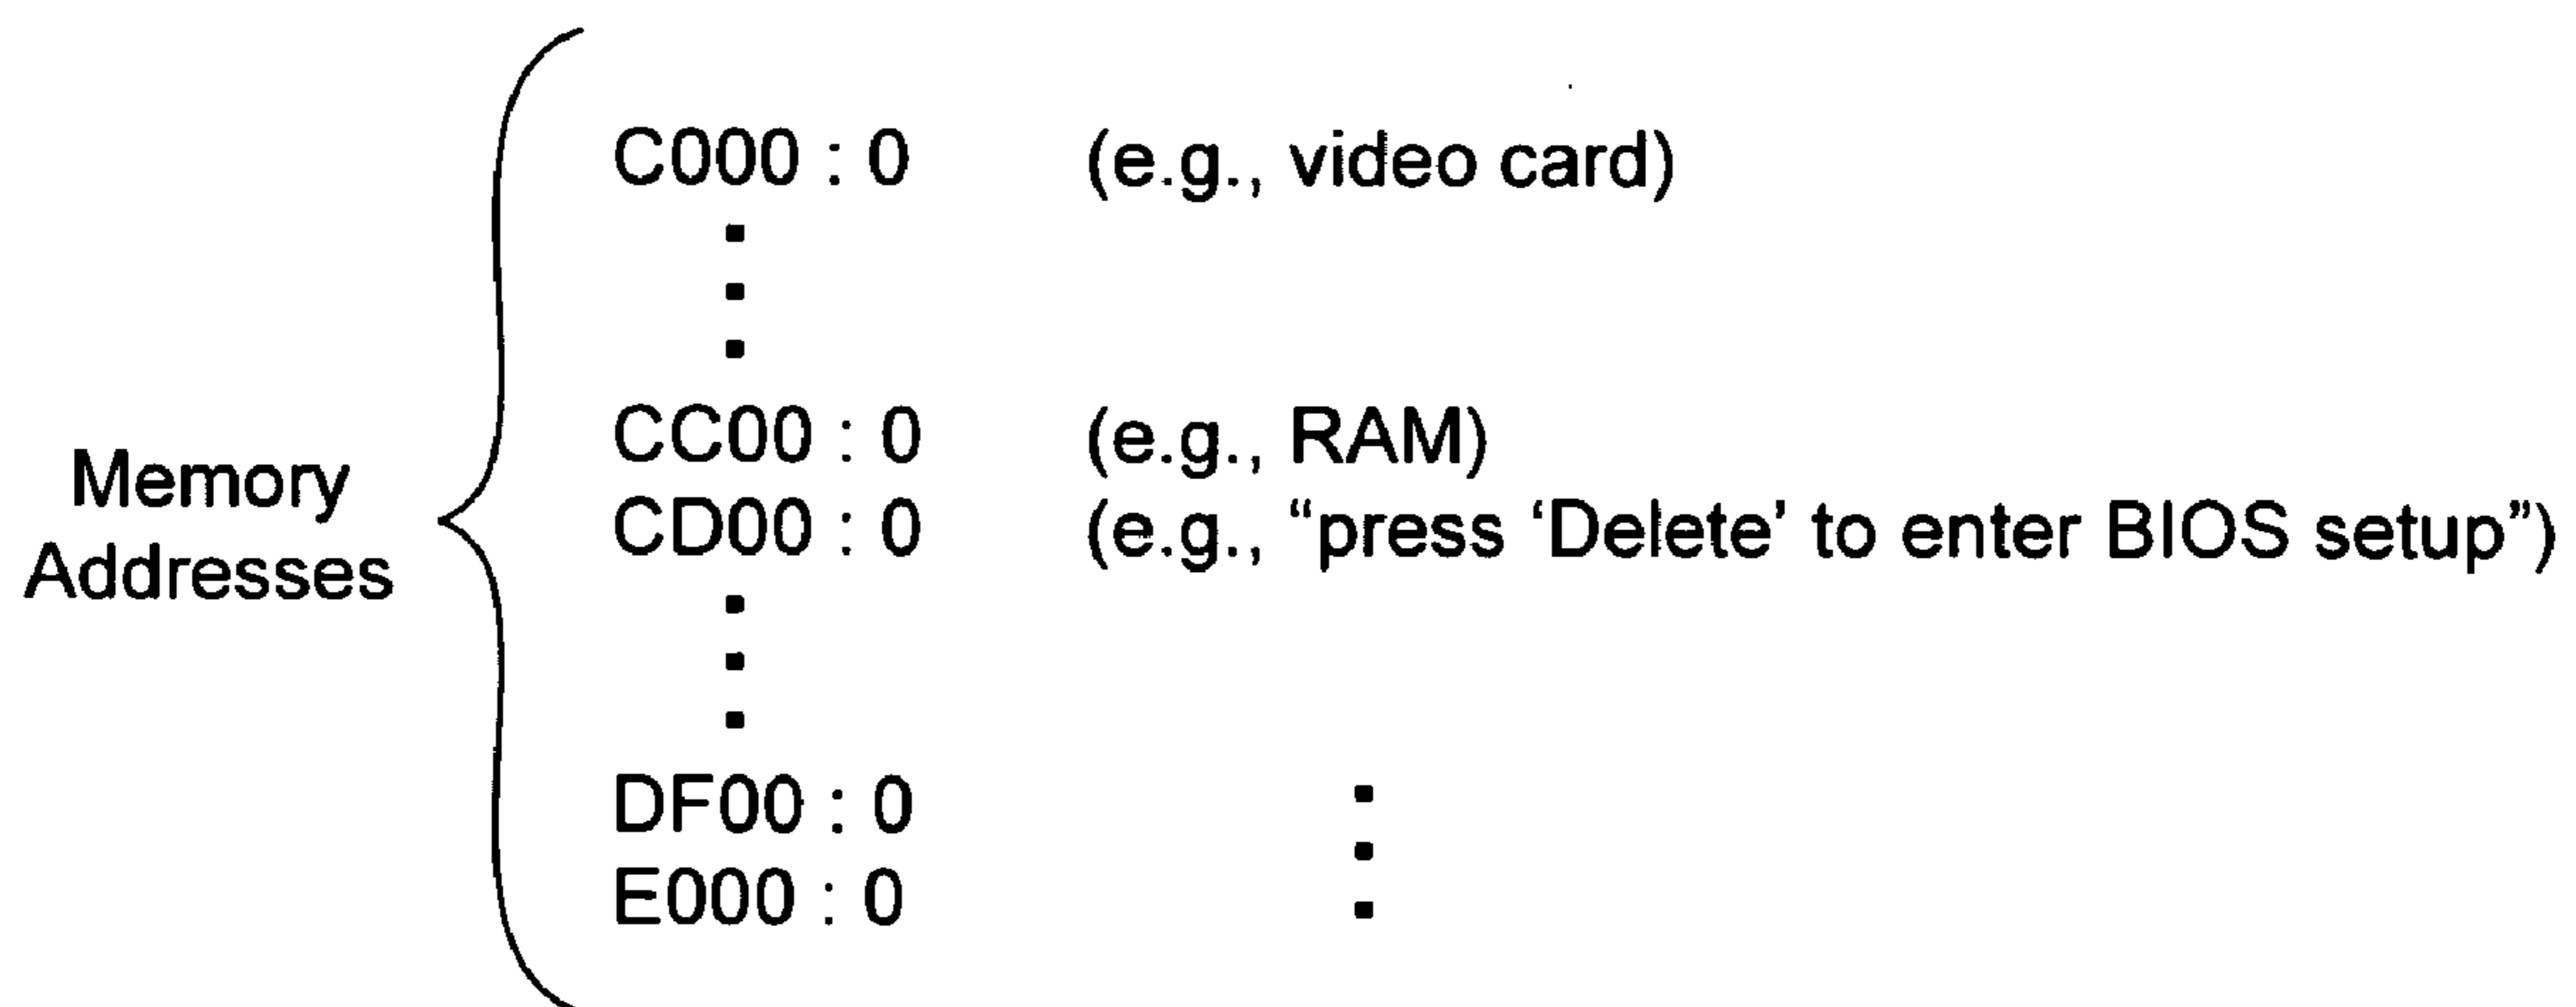 C000 : 0 (e.g., video card)
CC00 : 0 (e.g., RAM)
Memory
Addresses
CD00 : 0 (e.g., “press ‘Delete’ to enter BIOS setup”)
DF00 : 0
E000 : 0